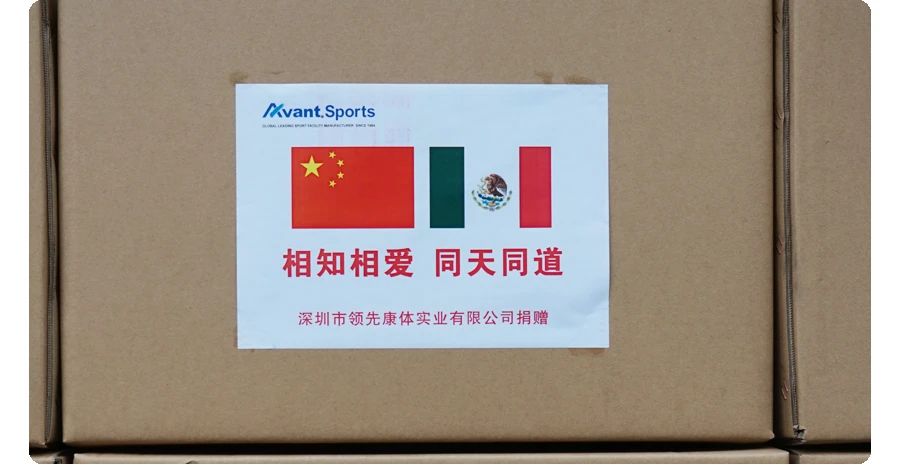 Avant Sports
GLOBAL LEADING SPORT FACILITY MANUFACTURER SINCE 1994
相知相爱 同天同道
深圳市领先康体实业有限公司捐赠